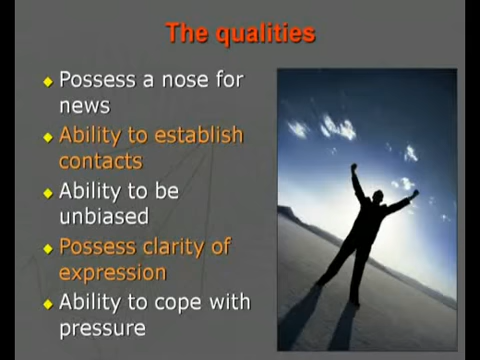 The qualities
Possess a nose for
news
Ability to establish
contacts
Ability to be
unbiased
Possess clarity of
expression
Ability to cope with
pressure